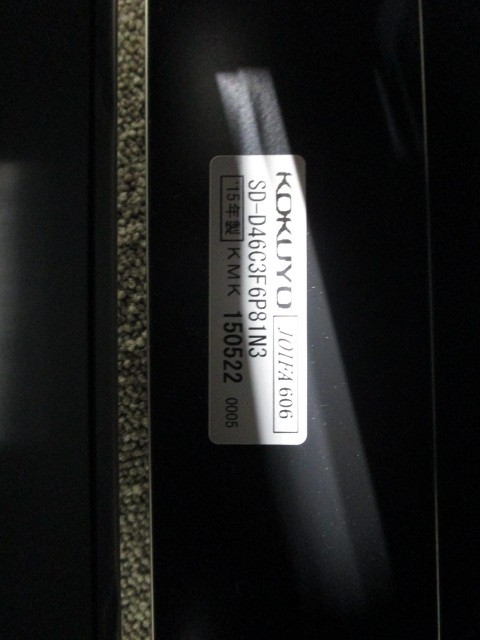 KOKUYO JOIFA 606
SD-D46C3F6P81N3
'15年製 KMK 150522 0005